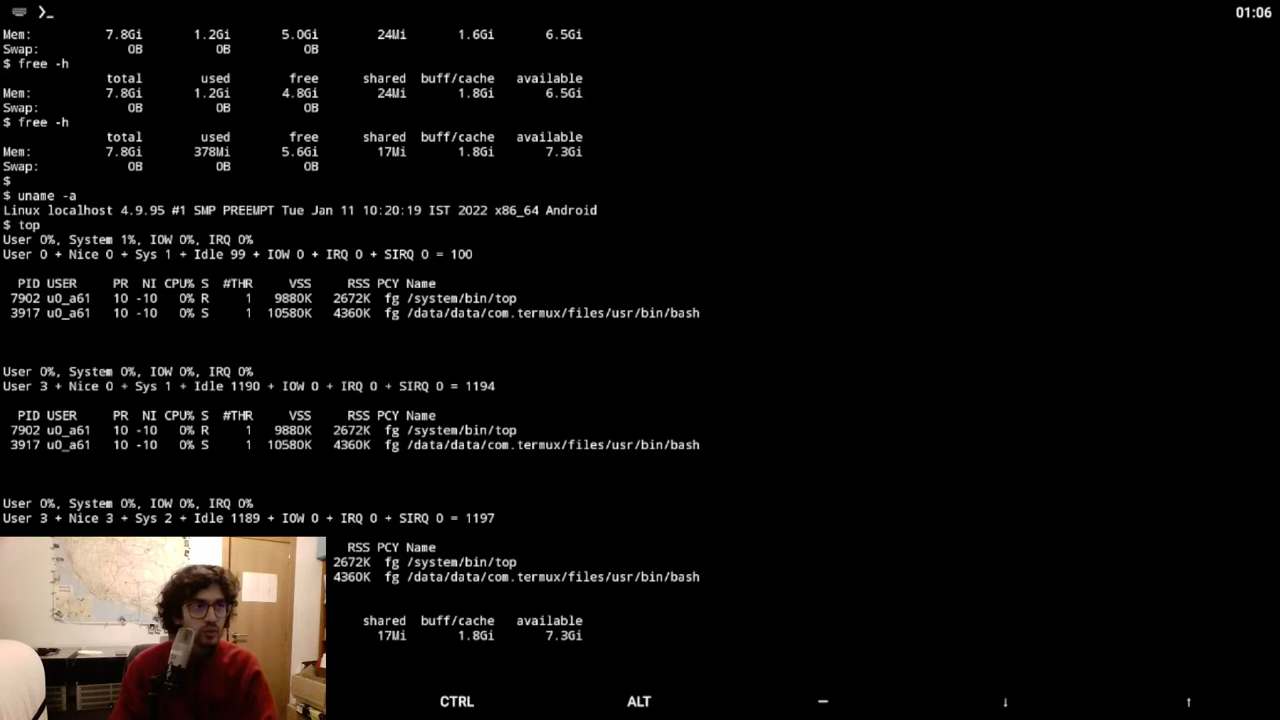 01:06
Mem: 7.8Gi 1.2Gi 5.0Gi 24Mi 1.6Gi 6.5Gi
Swap: 0B 0B 0B
$ free -h
total used free shared buff/cache available
Mem: 7.8Gi 1.2Gi 4.8Gi 24Mi 1.8Gi 6.5Gi
Swap: 0B 0B 0B
$ free -h
total used free shared buff/cache available
Mem: 7.8Gi 378Mi 5.6Gi 17Mi 1.8Gi 7.3Gi
Swap: 0B 0B 0B
$
$ uname -a
Linux localhost 4.9.95 #1 SMP PREEMPT Tue Jan 11 10:20:19 IST 2022 x86_64 Android
$ top
User 0%, System 1%, IOW 0%, IRQ 0%
User 0 + Nice 0 + Sys 1 + Idle 99 + IOW 0 + IRQ 0 + SIRQ 0 = 100
PID USER PR NI CPU% S #THR VSS RSS PCY Name
7902 u0_a61 10 -10 0% R 1 9880K 2672K fg /system/bin/top
3917 u0_a61 10 -10 0% S 1 10580K 4360K fg /data/data/com.termux/files/usr/bin/bash
User 0%, System 0%, IOW 0%, IRQ 0%
User 3 + Nice 0 + Sys 1 + Idle 1190 + IOW 0 + IRQ 0 + SIRQ 0 = 1194
PID USER PR NI CPU% S #THR VSS RSS PCY Name
7902 u0_a61 10 -10 0% R 1 9880K 2672K fg /system/bin/top
3917 u0_a61 10 -10 0% S 1 10580K 4360K fg /data/data/com.termux/files/usr/bin/bash
User 0%, System 0%, IOW 0%, IRQ 0%
User 3 + Nice 3 + Sys 2 + Idle 1189 + IOW 0 + IRQ 0 + SIRQ 0 = 1197
RSS PCY Name
2672K fg /system/bin/top
4360K fg /data/data/com.termux/files/usr/bin/bash
shared buff/cache available
17Mi 1.8Gi 7.3Gi
CTRL ALT — ↓ ↑